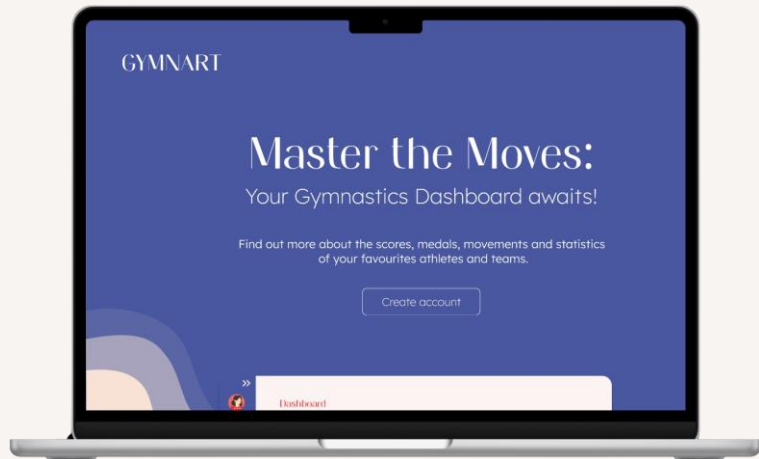 GYMNART
Master the Moves:
Your Gymnastics Dashboard awaits!
Find out more about the scores, medals, movements and statistics
of your favourites athletes and teams.
Create account
»
Dashboard